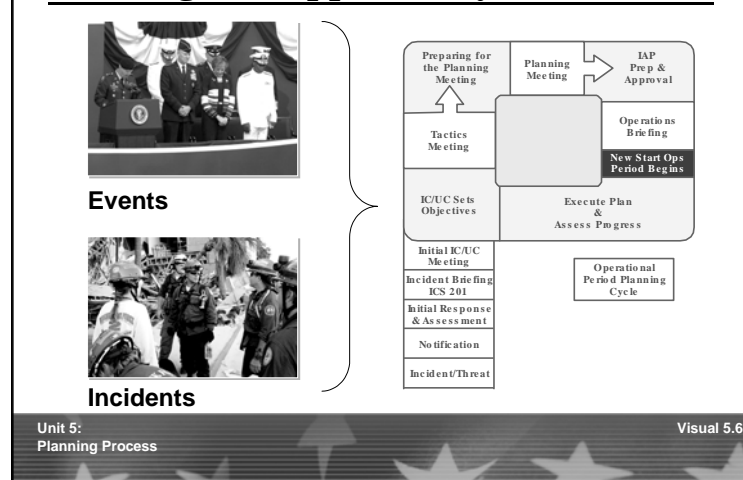 Events
Incidents
Preparing for
the Planning
Meeting
Planning
Meeting
IAP
Prep &
Approval
Tactics
Meeting
Operations
Briefing
New Start Ops
Period Begins
IC/UC Sets
Objectives
Execute Plan
&
Assess Progress
Initial IC/UC
Meeting
Incident Briefing
ICS 201
Initial Response
& Assessment
Notification
Incident/Threat
Operational
Period Planning
Cycle
Unit 5:
Planning Process
Visual 5.6